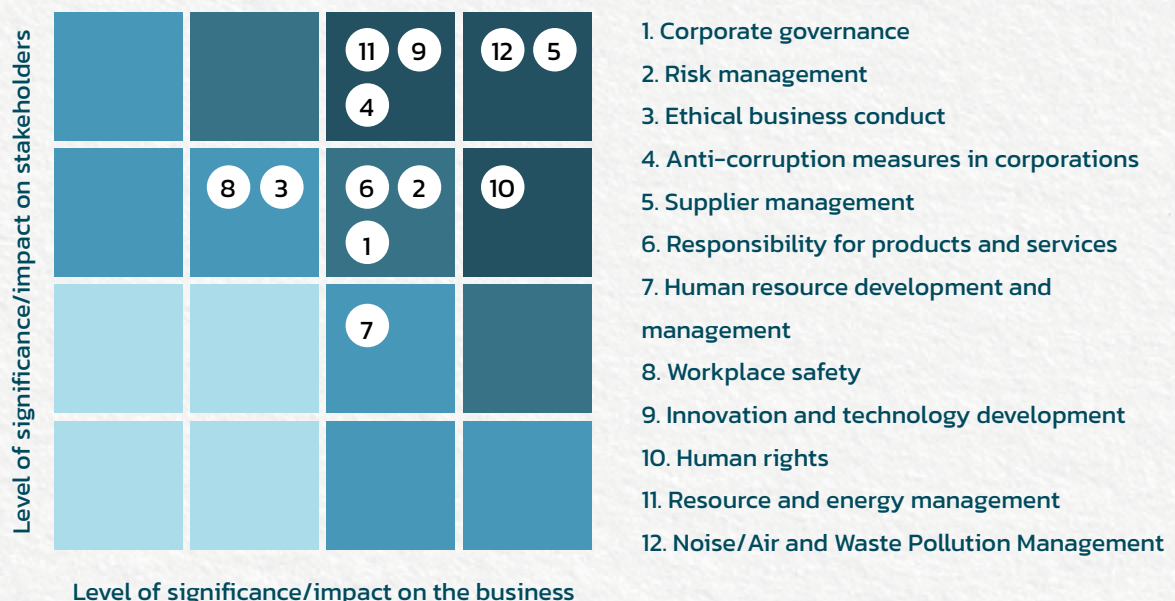 Level of significance/impact on stakeholders
11 9 12 5
4
8 3 6 2 10
1
7
Level of significance/impact on the business
1. Corporate governance
2. Risk management
3. Ethical business conduct
4. Anti-corruption measures in corporations
5. Supplier management
6. Responsibility for products and services
7. Human resource development and
management
8. Workplace safety
9. Innovation and technology development
10. Human rights
11. Resource and energy management
12. Noise/Air and Waste Pollution Management